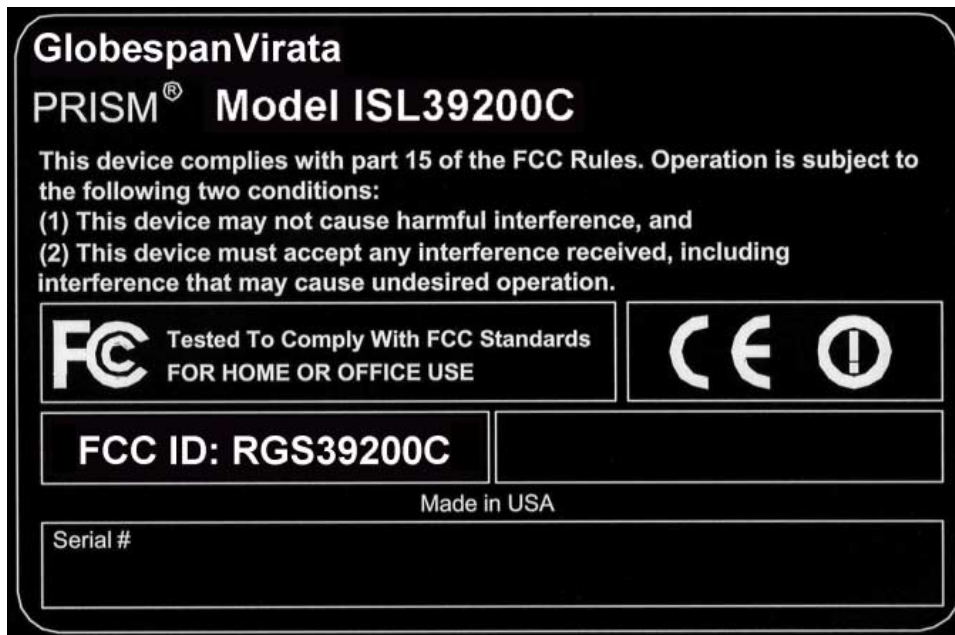 GlobespanVirata
PRISM® Model ISL39200C
This device complies with part 15 of the FCC Rules. Operation is subject to
the following two conditions:
(1) This device may not cause harmful interference, and
(2) This device must accept any interference received, including
interference that may cause undesired operation.
FC Tested To Comply With FCC Standards
FOR HOME OR OFFICE USE
CE !
FCC ID: RGS39200C
Made in USA
Serial #